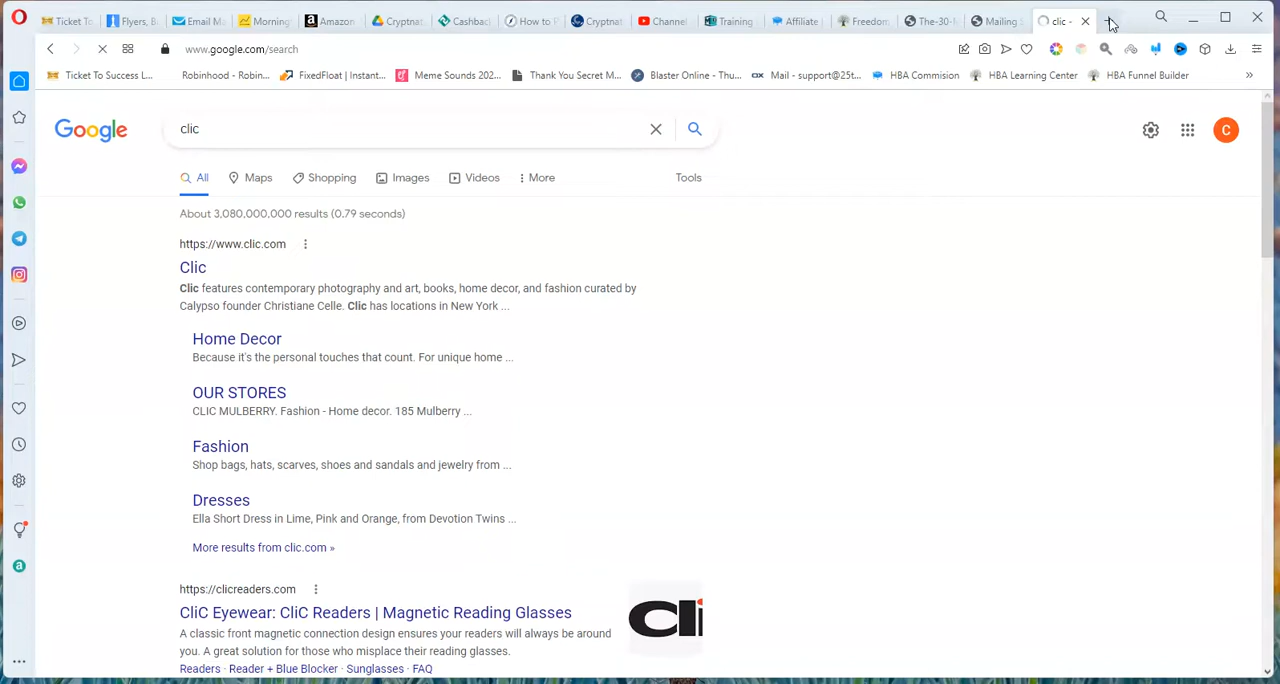 Ticket To
Flyers, B
Email Ma
Morning
Amazon
Cryptnat
Cashbac
How to P
Cryptnat
Channel
Training
Affiliate
Freedom
The-30-
Mailing
clic -
www.google.com/search
Ticket To Success L...
Robinhood - Robin...
FixedFloat | Instant...
Meme Sounds 202...
Thank You Secret M...
Blaster Online - Thu...
Mail - support@25t...
HBA Commision
HBA Learning Center
HBA Funnel Builder
»
Google
clic
C
All
Maps
Shopping
Images
Videos
More
Tools
About 3,080,000,000 results (0.79 seconds)
https://www.clic.com
Clic
Clic features contemporary photography and art, books, home decor, and fashion curated by
Calypso founder Christiane Celle. Clic has locations in New York ...
Home Decor
Because it's the personal touches that count. For unique home ...
OUR STORES
CLIC MULBERRY. Fashion - Home decor. 185 Mulberry ...
Fashion
Shop bags, hats, scarves, shoes and sandals and jewelry from ...
Dresses
Ella Short Dress in Lime, Pink and Orange, from Devotion Twins ...
More results from clic.com »
https://clicreaders.com
CliC Eyewear: CliC Readers | Magnetic Reading Glasses
A classic front magnetic connection design ensures your readers will always be around
you. A great solution for those who misplace their reading glasses.
Readers · Reader + Blue Blocker · Sunglasses · FAQ
Cli